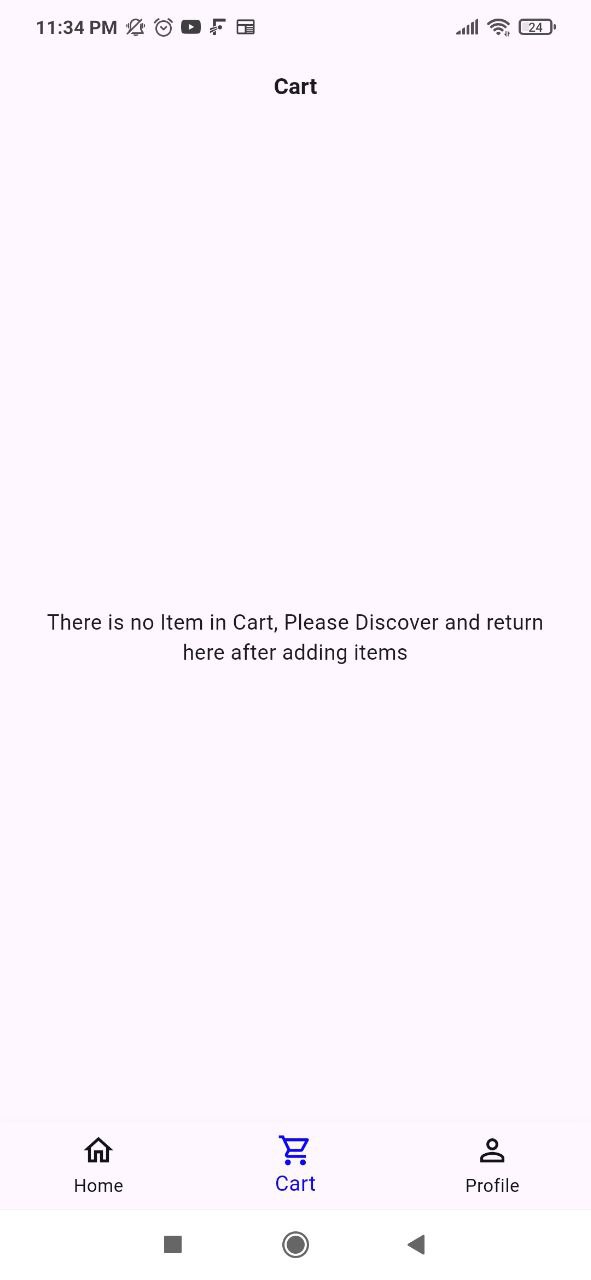 11:34 PM 24
Cart
There is no Item in Cart, Please Discover and return
here after adding items
Home Cart Profile